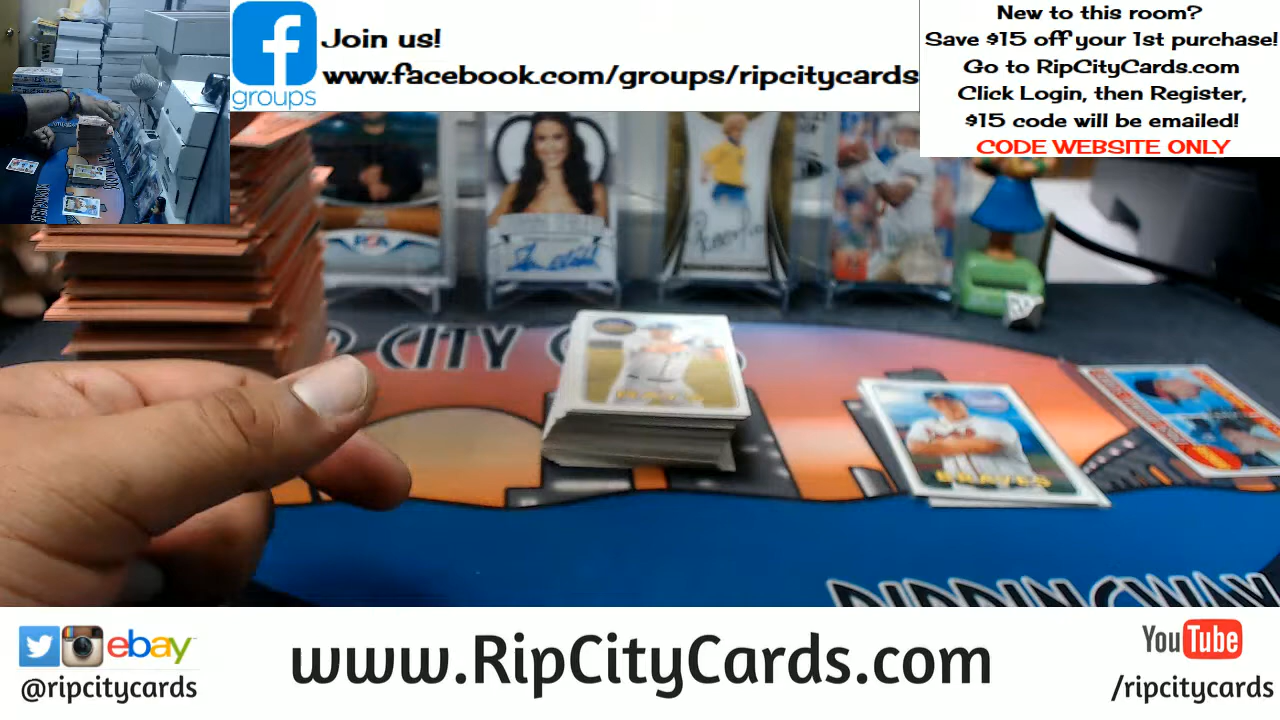 groups
Join us!
www.facebook.com/groups/ripcitycards
New to this room?
Save $15 off your 1st purchase!
Go to RipCityCards.com
Click Login, then Register,
$15 code will be emailed!
CODE WEBSITE ONLY
CITY
BRAVES
ebay
@ripcitycards
www.RipCityCards.com
YouTube
/ripcitycards